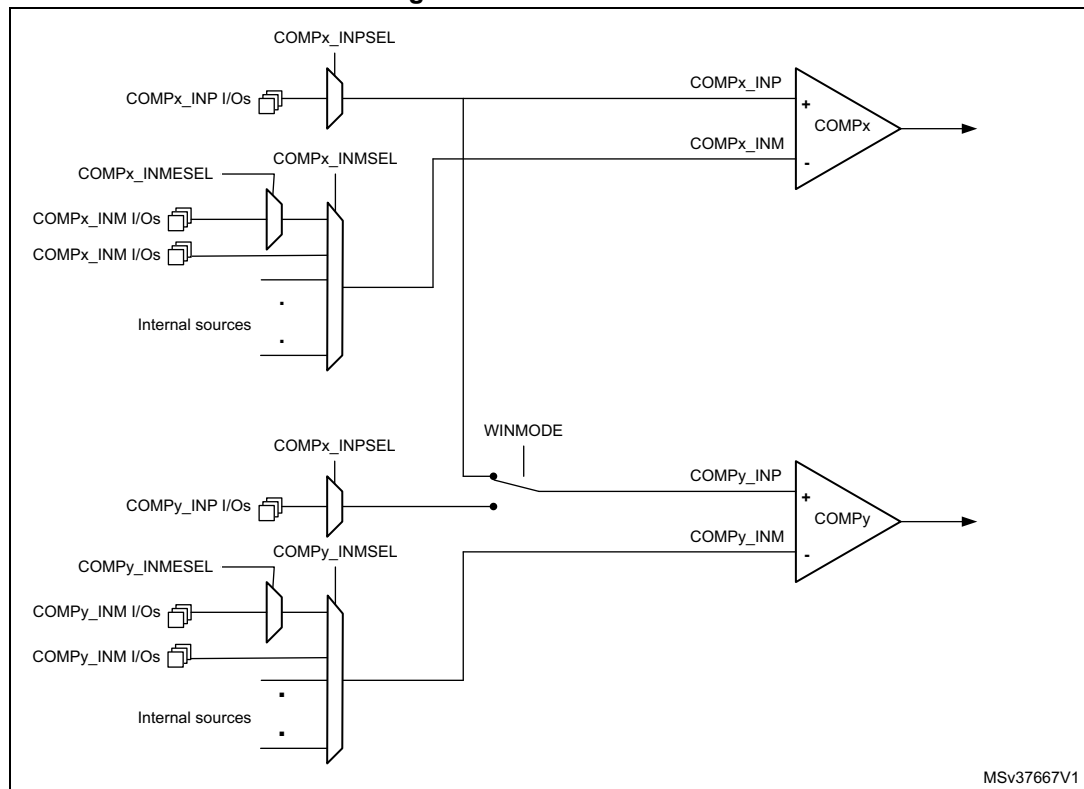 g
COMPx_INPSEL
COMPx_INP I/Os
COMPx_INP
+
COMPx
COMPx_INM
-
COMPx_INMSEL
COMPx_INMESEL
COMPx_INM I/Os
COMPx_INM I/Os
Internal sources
WINMODE
COMPx_INPSEL
COMPy_INP I/Os
COMPy_INP
+
COMPy
COMPy_INM
-
COMPy_INMSEL
COMPy_INMESEL
COMPy_INM I/Os
COMPy_INM I/Os
Internal sources
MSv37667V1